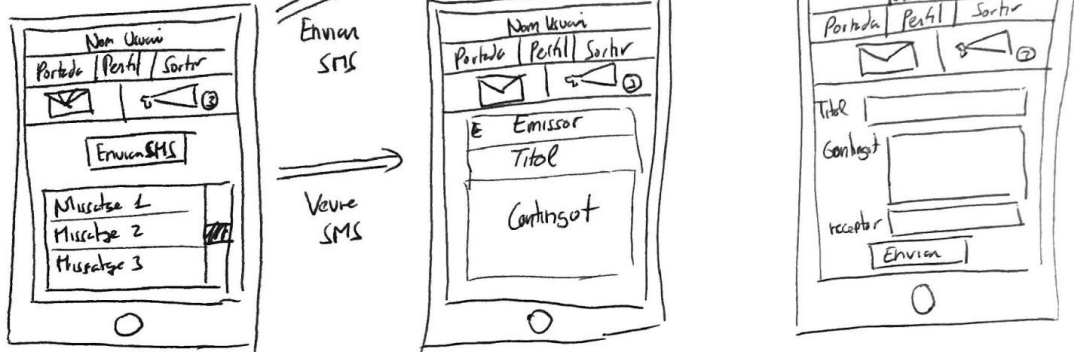 Nom Usuari
Portada Perfil Sortir
3
Enviar SMS
Missatge 1
Missatge 2
Missatge 3
Enviar
SMS
Veure
SMS
Nom Usuari
Portada Perfil Sortir
E Emissor
Titol
Contingut
Portada Perfil Sortir
Titol
Contingut
receptor
Enviar